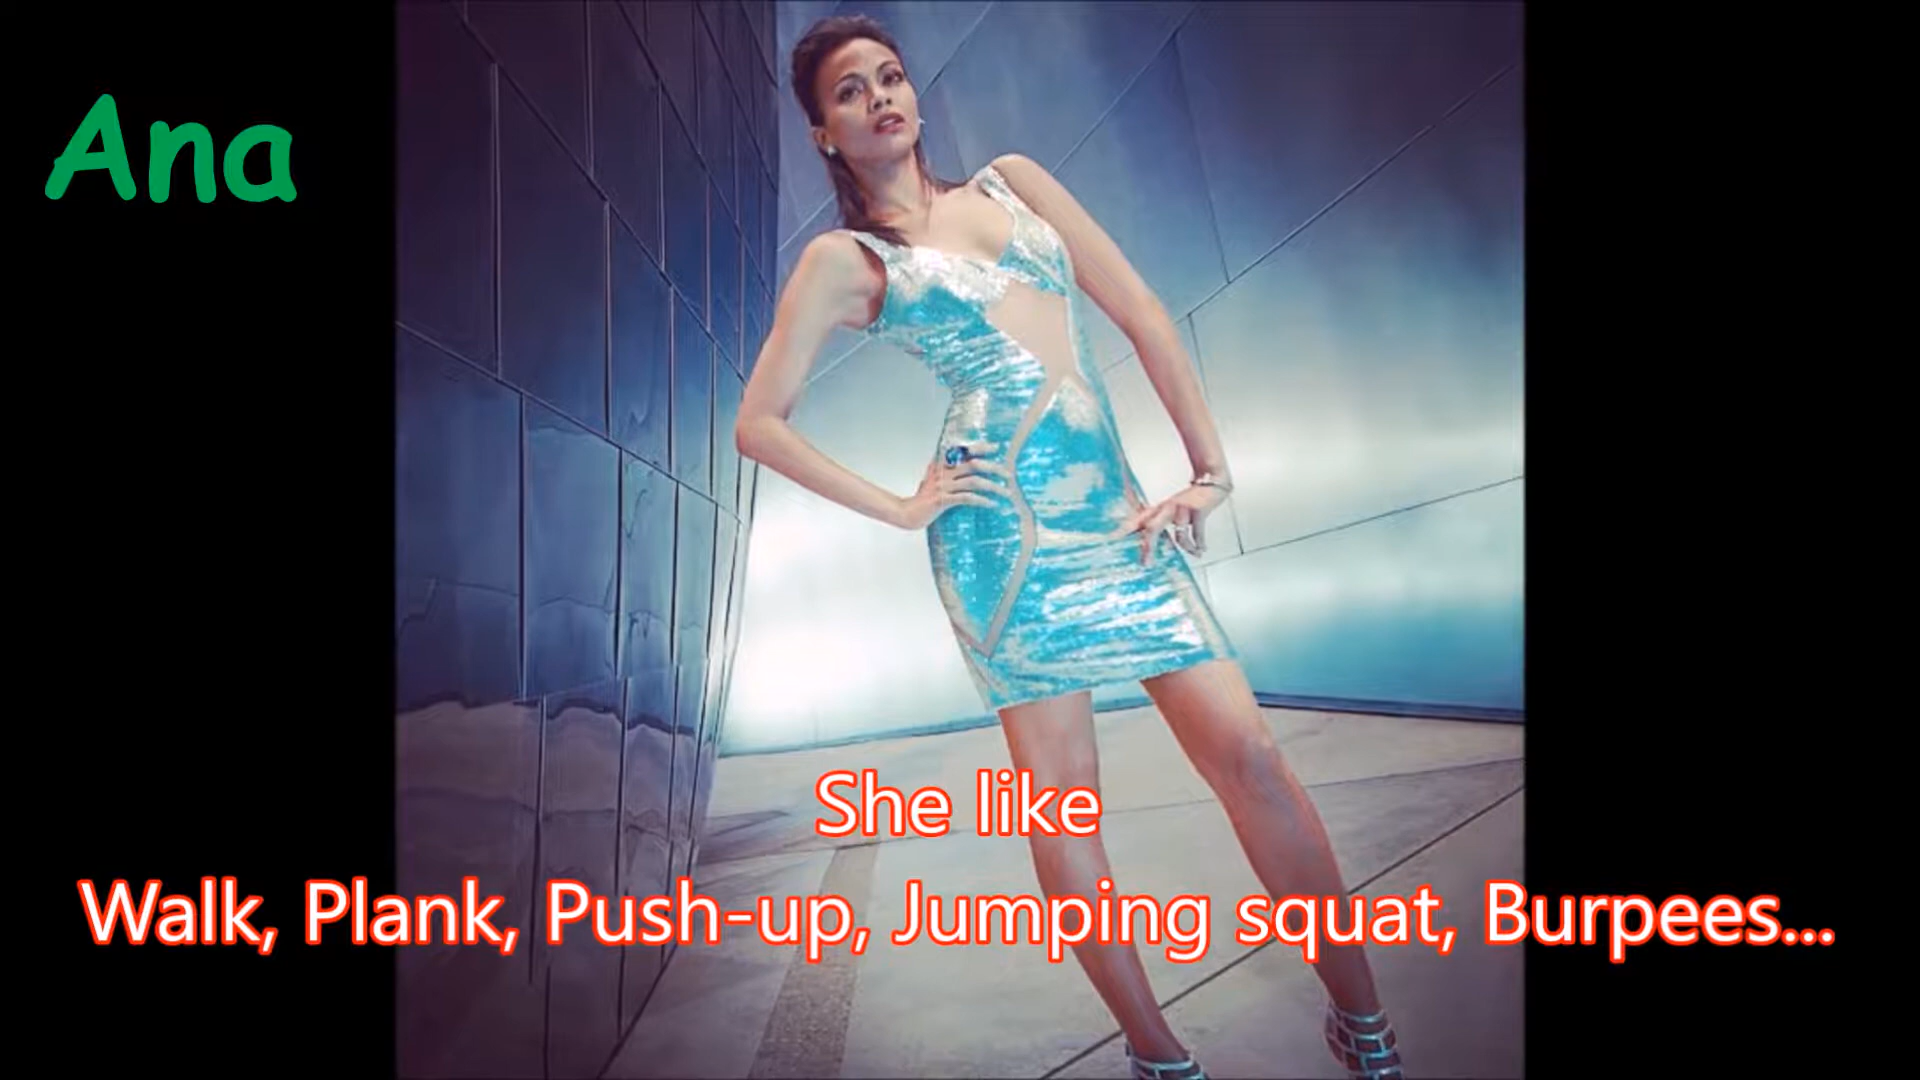 Ana
She like
Walk, Plank, Push-up, Jumping squat, Burpees...